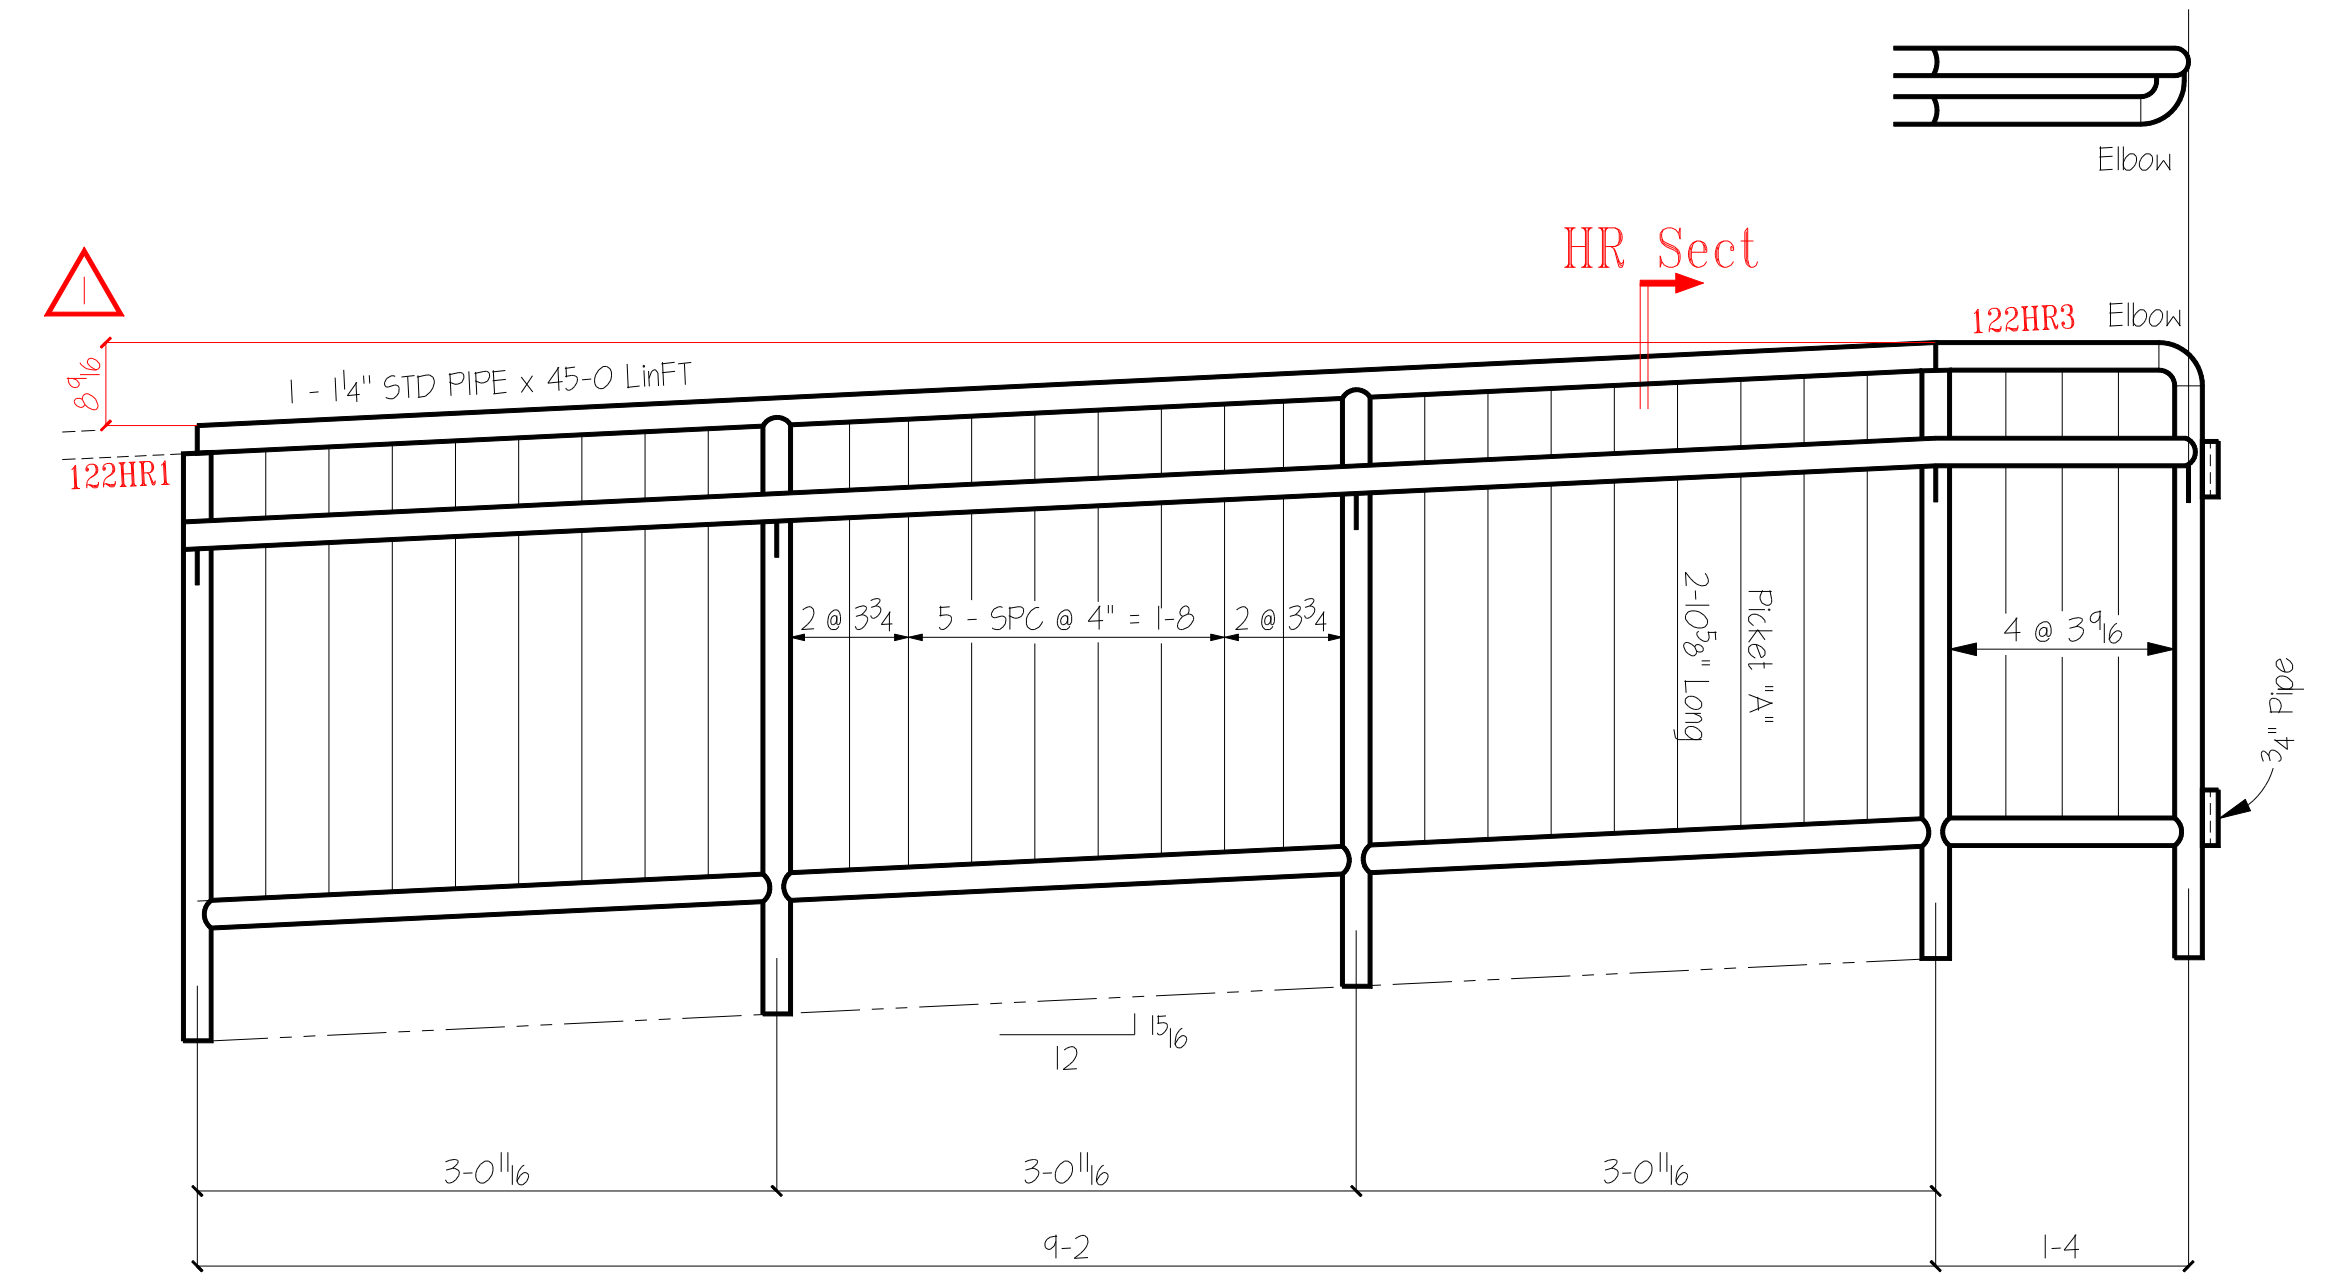 Elbow
HR Sect
1
122HR3
Elbow
8 9/16
1 - 1 1/4" STD PIPE x 45-0 LinFT
122HR1
2 @ 3 3/4
5 - SPC @ 4" = 1-8
2 @ 3 3/4
Picket "A"
2-10 5/8" Long
4 @ 3 9/16
3/4" Pipe
15/16
12
3-0 11/16
3-0 11/16
3-0 11/16
9-2
1-4